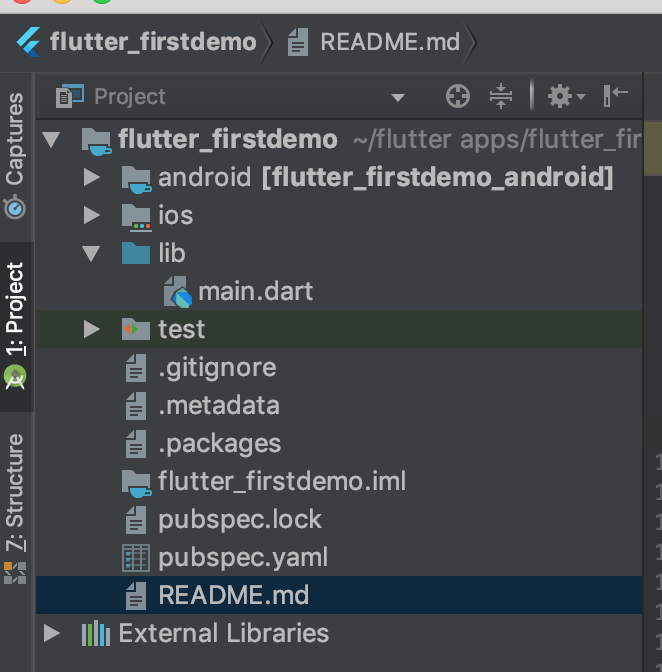 flutter_firstdemo README.md
Project
flutter_firstdemo ~/flutter apps/flutter_fir
android [flutter_firstdemo_android]
ios
lib
main.dart
test
.gitignore
.metadata
.packages
flutter_firstdemo.iml
pubspec.lock
pubspec.yaml
README.md
External Libraries
Captures
1: Project
Z: Structure